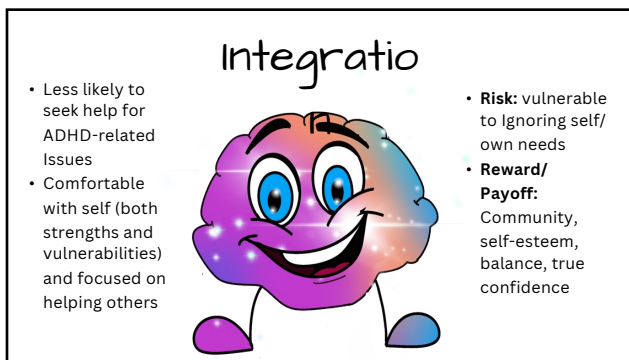 Integratio
n
• Less likely to
seek help for
ADHD-related
Issues
• Comfortable
with self (both
strengths and
vulnerabilities)
and focused on
helping others
• Risk: vulnerable
to Ignoring self/
own needs
• Reward/
Payoff:
Community,
self-esteem,
balance, true
confidence